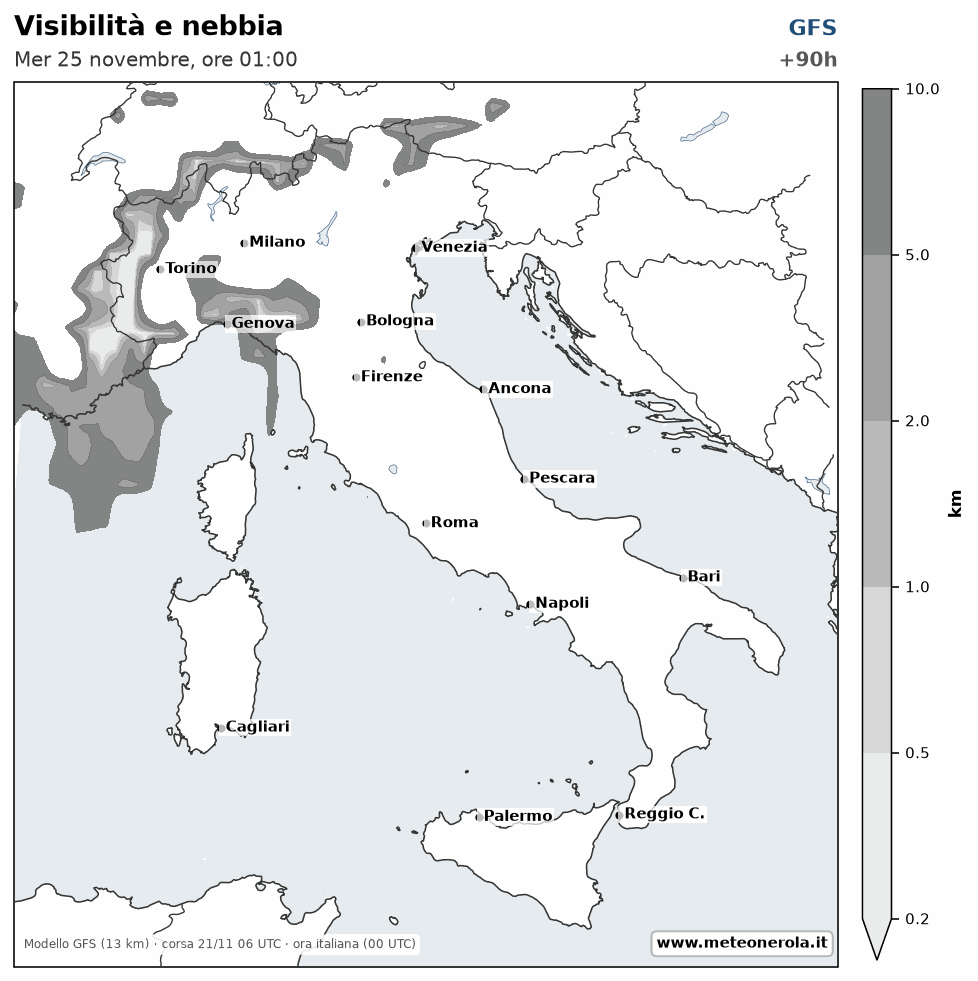 Visibilità e nebbia
GFS
Mer 25 novembre, ore 01:00
+90h
10.0
5.0
2.0
1.0
0.5
0.2
km
Milano
Venezia
Torino
Genova
Bologna
Firenze
Ancona
Pescara
Roma
Bari
Napoli
Cagliari
Palermo
Reggio C.
Modello GFS (13 km) · corsa 21/11 06 UTC · ora italiana (00 UTC)
www.meteonerola.it